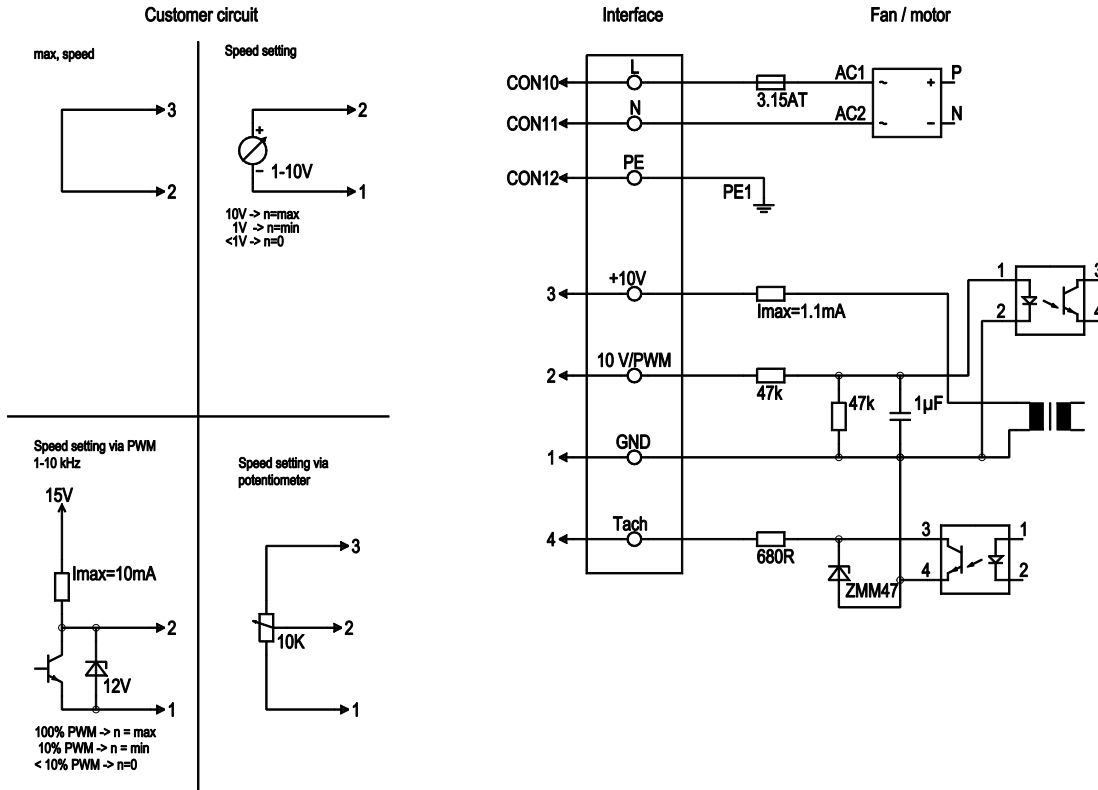 Customer circuit
Interface
Fan / motor
max, speed
3
2
Speed setting
2
+
–
1-10V
1
10V -> n=max
1V -> n=min
<1V -> n=0
Speed setting via PWM
1-10 kHz
15V
Imax=10mA
2
12V
1
100% PWM -> n = max
10% PWM -> n = min
< 10% PWM -> n=0
Speed setting via
potentiometer
3
2
10K
1
CON10
L
3.15AT
AC1
~
+
P
CON11
N
AC2
~
–
N
CON12
PE
PE1
3
+10V
Imax=1.1mA
1
2
3
4
2
10 V/PWM
47k
47k
1µF
1
GND
4
Tach
680R
ZMM47
3
4
1
2